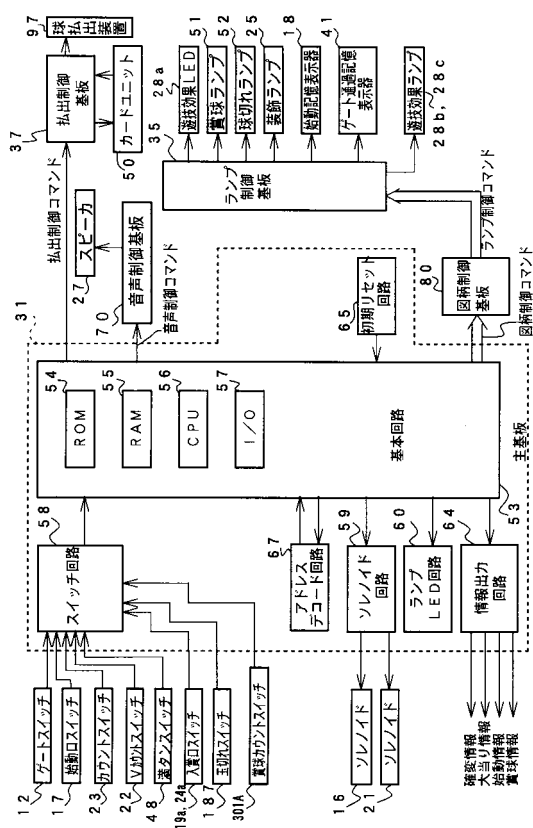 12
ゲートスイッチ
17
始動口スイッチ
23
カウントスイッチ
22
Vカウントスイッチ
48
満タンスイッチ
19a, 24a
入賞口スイッチ
187
玉切れスイッチ
301A
賞球カウントスイッチ
16
ソレノイド
21
ソレノイド
確変情報
大当り情報
始動情報
賞球情報
58
スイッチ回路
67
アドレス
デコード回路
59
ソレノイド
回路
60
ランプ
LED回路
64
情報出力
回路
31
54
ROM
55
RAM
56
CPU
57
I/O
基本回路
53
主基板
65
初期リセット
回路
払出制御コマンド
27
スピーカ
70
音声制御基板
音声制御コマンド
37
払出制御
基板
50
カードユニット
97
球払出装置
80
図柄制御
基板
図柄制御コマンド
ランプ制御コマンド
35
ランプ
制御基板
28a
遊技効果LED
51
賞球ランプ
52
球切れランプ
25
装飾ランプ
18
始動記憶表示器
41
ゲート通過記憶
表示器
遊技効果ランプ
28b, 28c